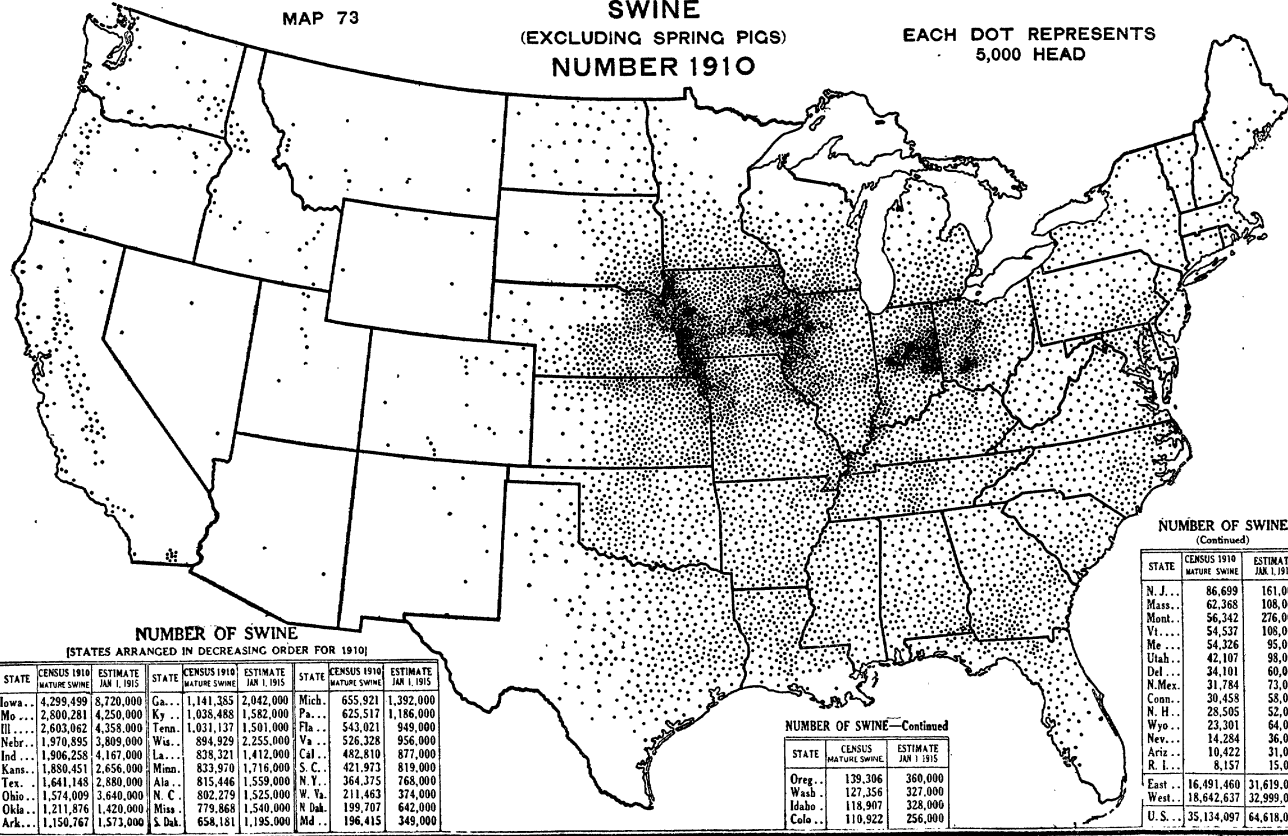 MAP 73
SWINE
(EXCLUDING SPRING PIGS)
NUMBER 1910
EACH DOT REPRESENTS
5,000 HEAD
NUMBER OF SWINE
[STATES ARRANGED IN DECREASING ORDER FOR 1910]
STATE CENSUS 1910 MATURE SWINE ESTIMATE JAN 1, 1915 STATE CENSUS 1910 MATURE SWINE ESTIMATE JAN 1, 1915 STATE CENSUS 1910 MATURE SWINE ESTIMATE JAN 1, 1915
Iowa.. 4,299,499 8,720,000 Ga... 1,141,385 2,042,000 Mich. 655,921 1,392,000
Mo ... 2,800,281 4,250,000 Ky .. 1,038,488 1,582,000 Pa... 625,517 1,186,000
Ill .... 2,603,062 4,358,000 Tenn. 1,031,137 1,501,000 Fla... 543,021 949,000
Nebr.. 1,970,895 3,809,000 Wis.. 894,929 2,255,000 Va .. 526,328 956,000
Ind ... 1,906,258 4,167,000 La... 838,321 1,412,000 Cal.. 482,810 877,000
Kans.. 1,880,451 2,656,000 Minn. 833,970 1,716,000 S. C.. 421,973 819,000
Tex. . 1,641,148 2,880,000 Ala .. 815,446 1,559,000 N. Y.. 364,375 768,000
Ohio.. 1,574,009 3,640,000 N. C . 802,279 1,525,000 W. Va. 211,463 374,000
Okla.. 1,211,876 1,420,000 Miss . 779,868 1,540,000 N Dak. 199,707 642,000
Ark... 1,150,767 1,573,000 S. Dak. 658,181 1,195,000 Md .. 196,415 349,000
NUMBER OF SWINE—Continued
STATE CENSUS MATURE SWINE ESTIMATE JAN 1 1915
Oreg.. 139,306 360,000
Wash. 127,356 327,000
Idaho. 118,907 328,000
Colo.. 110,922 256,000
NUMBER OF SWINE
(Continued)
STATE CENSUS 1910 MATURE SWINE
N. J... 86,699
Mass.. 62,368
Mont.. 56,342
Vt.... 54,537
Me ... 54,326
Utah.. 42,107
Del ... 34,101
N.Mex. 31,784
Conn.. 30,458
N. H.. 28,505
Wyo.. 23,301
Nev.. 14,284
Ariz.. 10,422
R. I... 8,157
East.. 16,491,460
West.. 18,642,637
U.S... 35,134,097